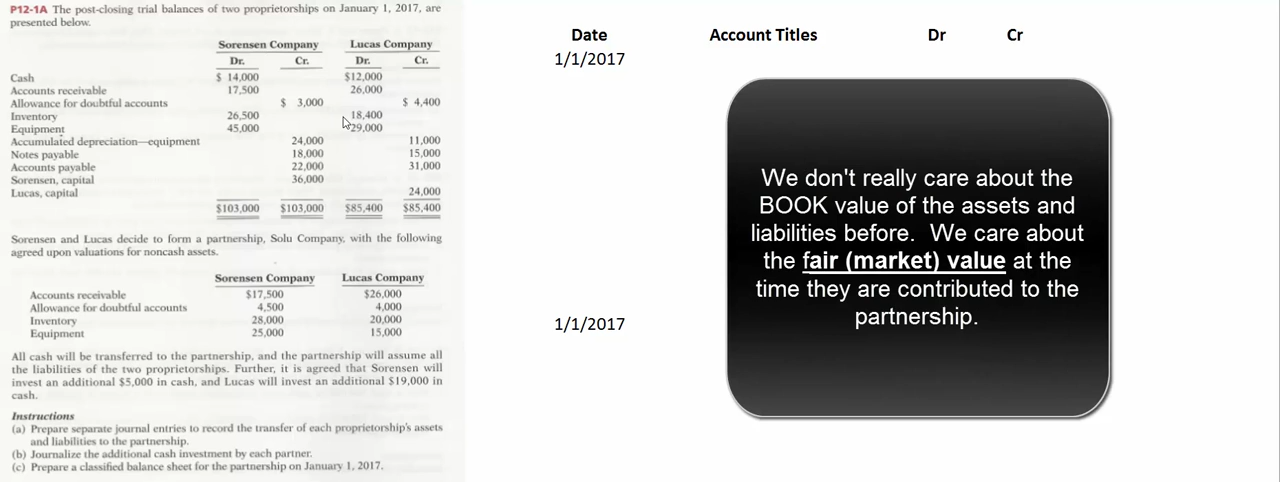 P12-1A The post-closing trial balances of two proprietorships on January 1, 2017, are
presented below.
Sorensen Company Lucas Company
Dr. Cr. Dr. Cr.
Cash $ 14,000 $12,000
Accounts receivable 17,500 26,000
Allowance for doubtful accounts $ 3,000 $ 4,400
Inventory 26,500 18,400
Equipment 45,000 29,000
Accumulated depreciation—equipment 24,000 11,000
Notes payable 18,000 15,000
Accounts payable 22,000 31,000
Sorensen, capital 36,000
Lucas, capital 24,000
$103,000 $103,000 $85,400 $85,400
Sorensen and Lucas decide to form a partnership, Solu Company, with the following
agreed upon valuations for noncash assets.
Sorensen Company Lucas Company
Accounts receivable $17,500 $26,000
Allowance for doubtful accounts 4,500 4,000
Inventory 28,000 20,000
Equipment 25,000 15,000
All cash will be transferred to the partnership, and the partnership will assume all
the liabilities of the two proprietorships. Further, it is agreed that Sorensen will
invest an additional $5,000 in cash, and Lucas will invest an additional $19,000 in
cash.
Instructions
(a) Prepare separate journal entries to record the transfer of each proprietorship's assets
and liabilities to the partnership.
(b) Journalize the additional cash investment by each partner.
(c) Prepare a classified balance sheet for the partnership on January 1, 2017.
Date Account Titles Dr Cr
1/1/2017
We don't really care about the
BOOK value of the assets and
liabilities before. We care about
the fair (market) value at the
time they are contributed to the
partnership.
1/1/2017